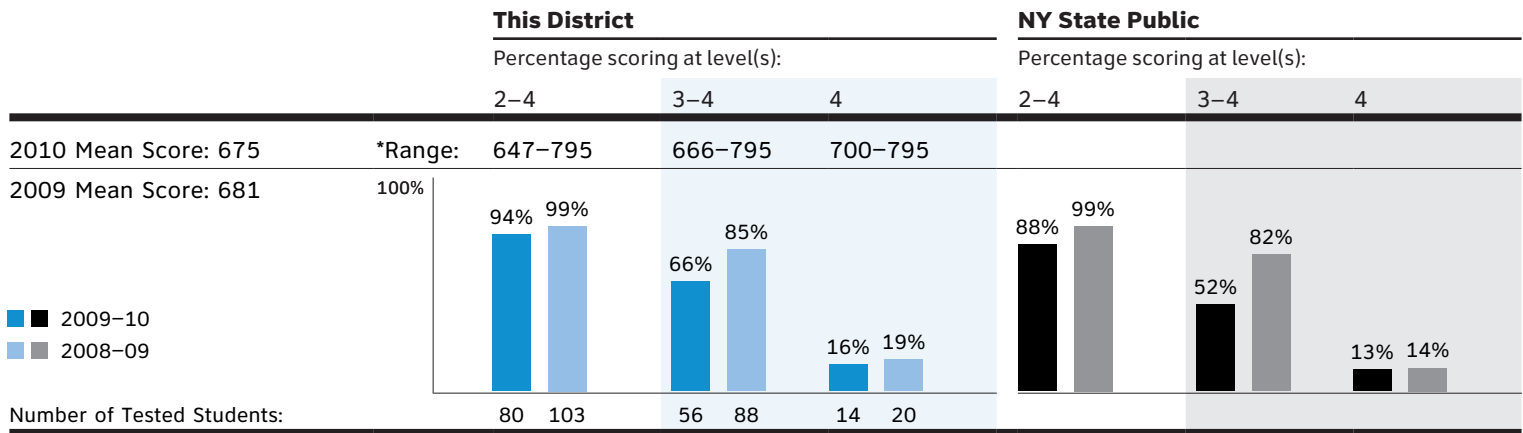 This District NY State Public
Percentage scoring at level(s): Percentage scoring at level(s):
2–4 3–4 4 2–4 3–4 4
2010 Mean Score: 675 *Range: 647–795 666–795 700–795
2009 Mean Score: 681 100%
94% 99% 66% 85% 16% 19% 88% 99% 52% 82% 13% 14%
2009–10
2008–09
Number of Tested Students: 80 103 56 88 14 20